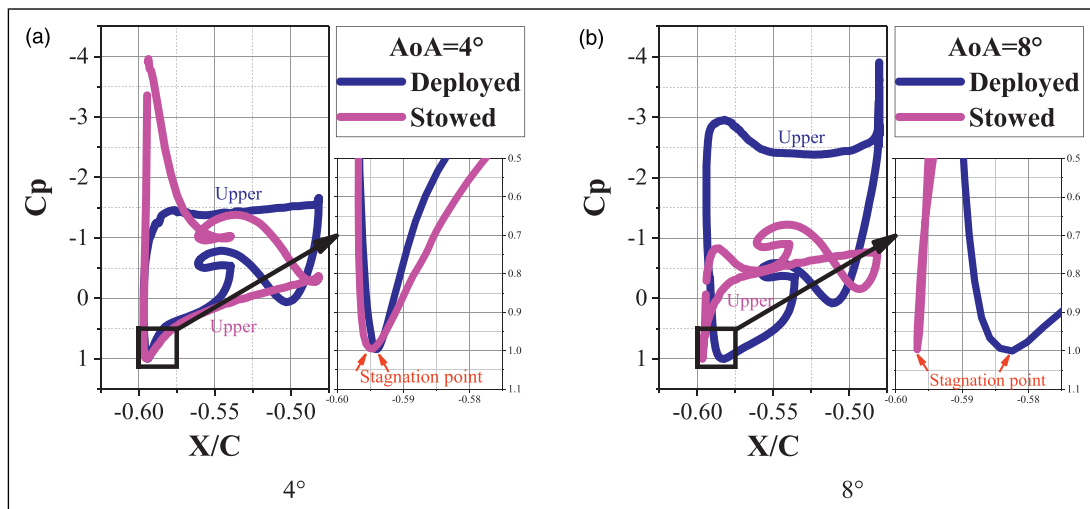 (a)
AoA=4°
Deployed
Stowed
-4
-3
-2
-1
0
1
Cp
Upper
Upper
-0.60
-0.55
-0.50
X/C
0.5
0.6
0.7
0.8
0.9
1.0
1.1
Stagnation point
-0.60
-0.59
-0.58
4°
(b)
AoA=8°
Deployed
Stowed
-4
-3
-2
-1
0
1
Cp
Upper
Upper
-0.60
-0.55
-0.50
X/C
0.5
0.6
0.7
0.8
0.9
1.0
1.1
Stagnation point
-0.60
-0.59
-0.58
8°